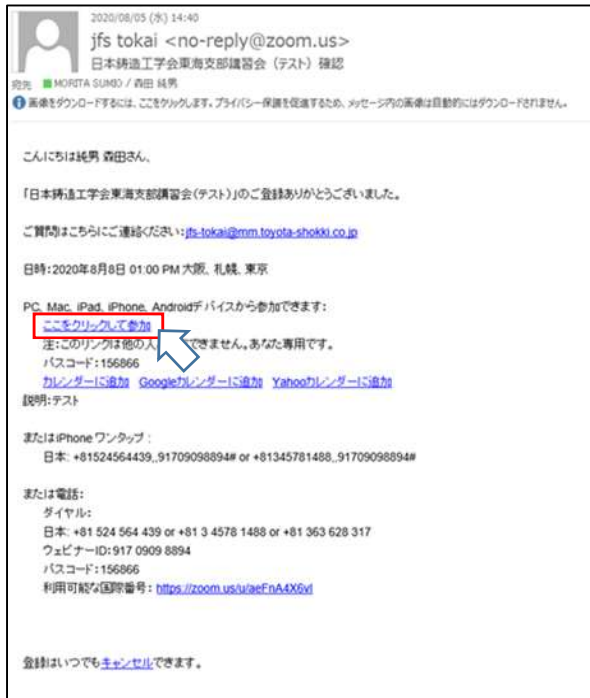 2020/08/05 (水) 14:40
jfs tokai <no-reply@zoom.us>
日本鋳造工学会東海支部講習会（テスト）確認
宛先 MORITA SUMIO / 森田 純男
画像をダウンロードするには、ここをクリックします。プライバシー保護を促進するため、メッセージ内の画像は自動的にはダウンロードされません。
こんにちは純男 森田さん、
「日本鋳造工学会東海支部講習会(テスト)」のご登録ありがとうございました。
ご質問はこちらにご連絡ください: jfs-tokai@mm.toyota-shokki.co.jp
日時: 2020年8月8日 01:00 PM 大阪、札幌、東京
PC, Mac, iPad, iPhone, Androidデバイスから参加できます:
ここをクリックして参加
注: このリンクは他の人 できません。あなた専用です。
パスコード: 156866
カレンダーに追加 Googleカレンダーに追加 Yahooカレンダーに追加
説明: テスト
または iPhone ワンタップ :
日本: +81524564439,,91709098894# or +81345781488,,91709098894#
または電話:
ダイヤル:
日本: +81 524 564 439 or +81 3 4578 1488 or +81 363 628 317
ウェビナーID: 917 0909 8894
パスコード: 156866
利用可能な国際番号: https://zoom.us/u/aeFnA4X6vl
登録はいつでもキャンセルできます。